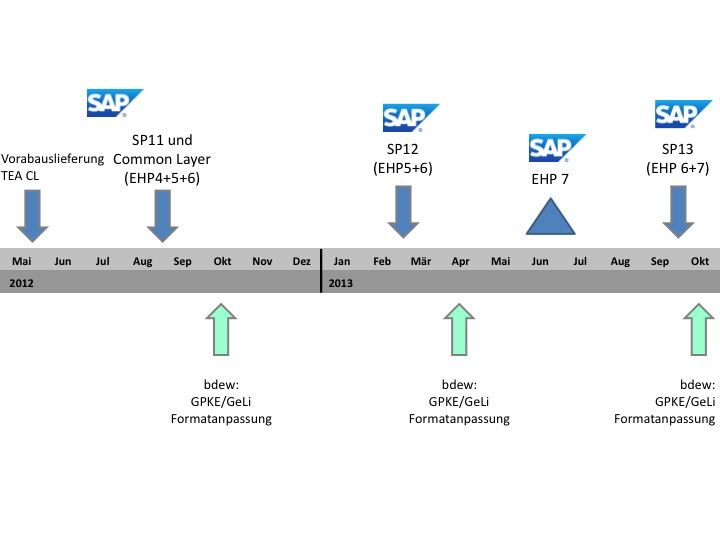 SAP
SAP
SAP
SAP
Vorabauslieferung
TEA CL
SP11 und
Common Layer
(EHP4+5+6)
SP12
(EHP5+6)
EHP 7
SP13
(EHP 6+7)
Mai Jun Jul Aug Sep Okt Nov Dez Jan Feb Mär Apr Mai Jun Jul Aug Sep Okt
2012 2013
bdew:
GPKE/GeLi
Formatanpassung
bdew:
GPKE/GeLi
Formatanpassung
bdew:
GPKE/GeLi
Formatanpassung